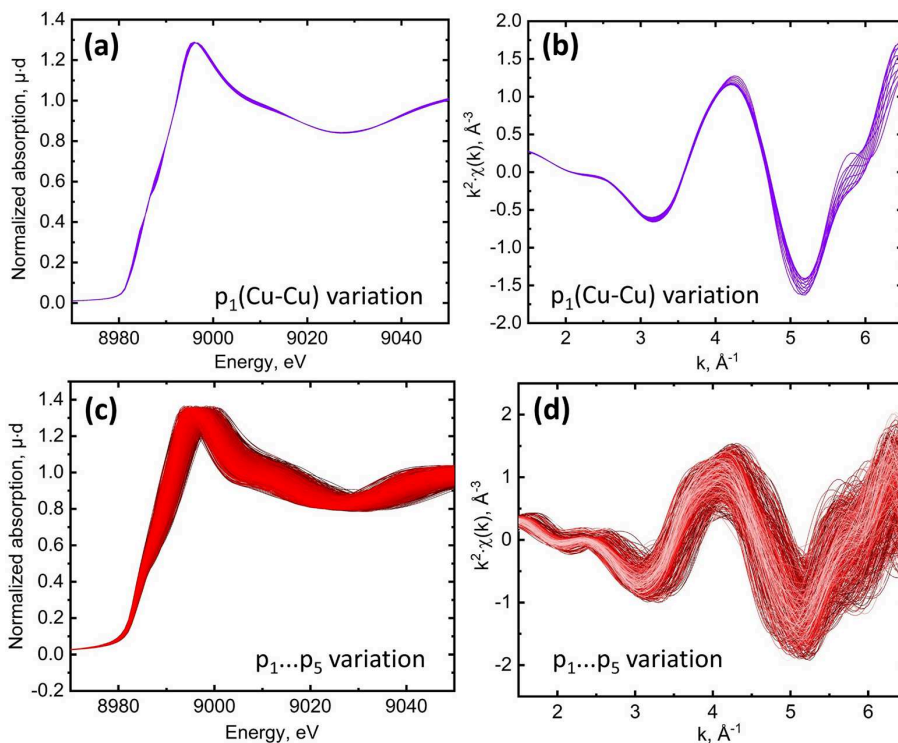 (a)
1.4
1.2
1.0
0.8
0.6
0.4
0.2
0.0
Normalized absorption, μ·d
p₁(Cu-Cu) variation
8980 9000 9020 9040
Energy, eV
(b)
2.0
1.5
1.0
0.5
0.0
-0.5
-1.0
-1.5
-2.0
k²·χ(k), Å⁻³
p₁(Cu-Cu) variation
2 3 4 5 6
k, Å⁻¹
(c)
1.4
1.2
1.0
0.8
0.6
0.4
0.2
0.0
-0.2
Normalized absorption, μ·d
p₁...p₅ variation
8980 9000 9020 9040
Energy, eV
(d)
2
1
0
-1
-2
k²·χ(k), Å⁻³
p₁...p₅ variation
2 3 4 5 6
k, Å⁻¹